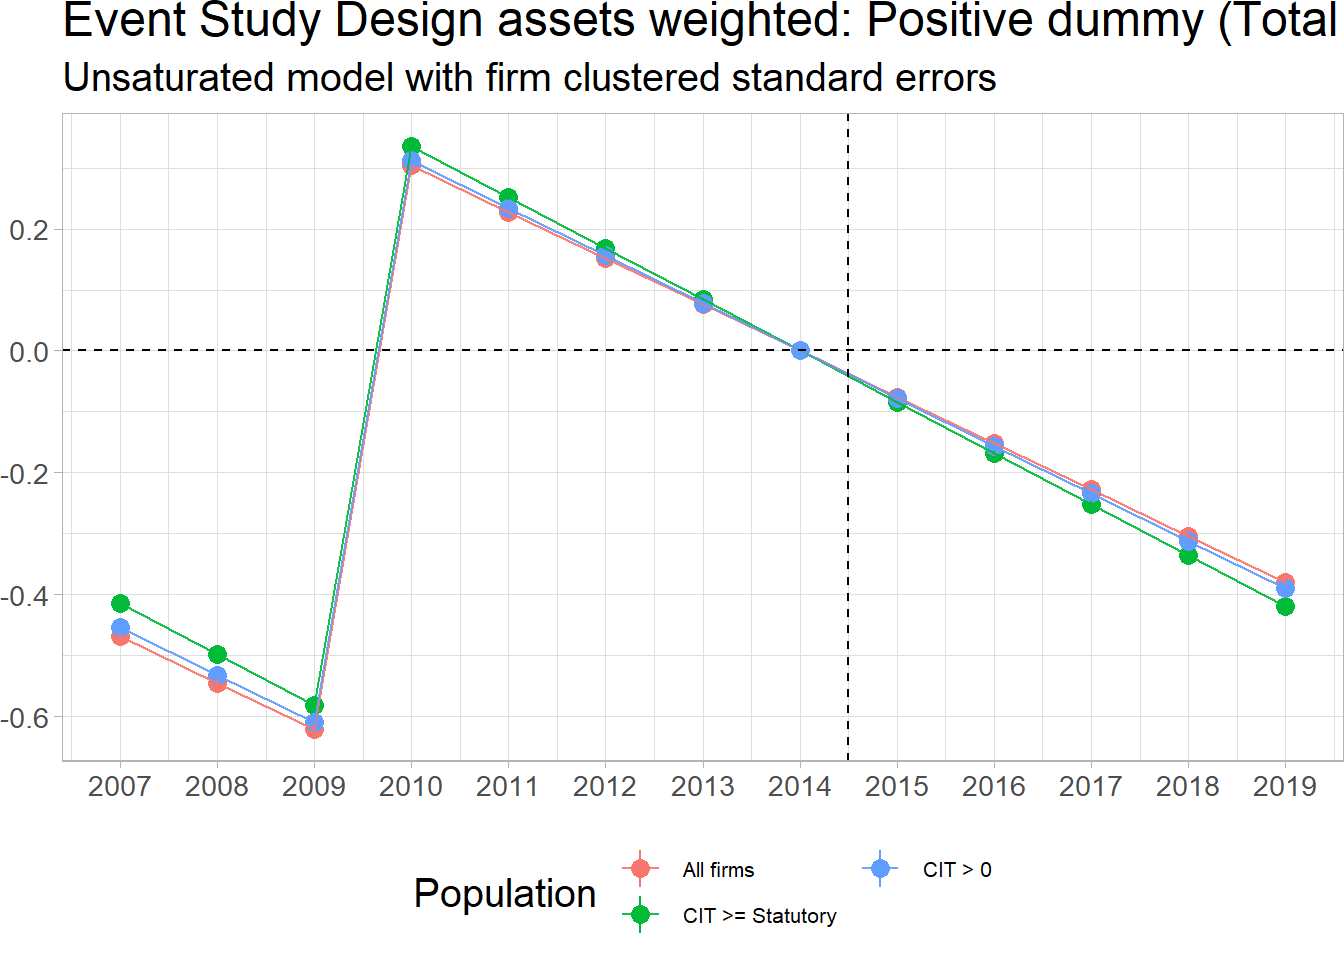 Event Study Design assets weighted: Positive dummy (Total
Unsaturated model with firm clustered standard errors
0.2
0.0
-0.2
-0.4
-0.6
2007 2008 2009 2010 2011 2012 2013 2014 2015 2016 2017 2018 2019
Population
All firms
CIT > 0
CIT >= Statutory